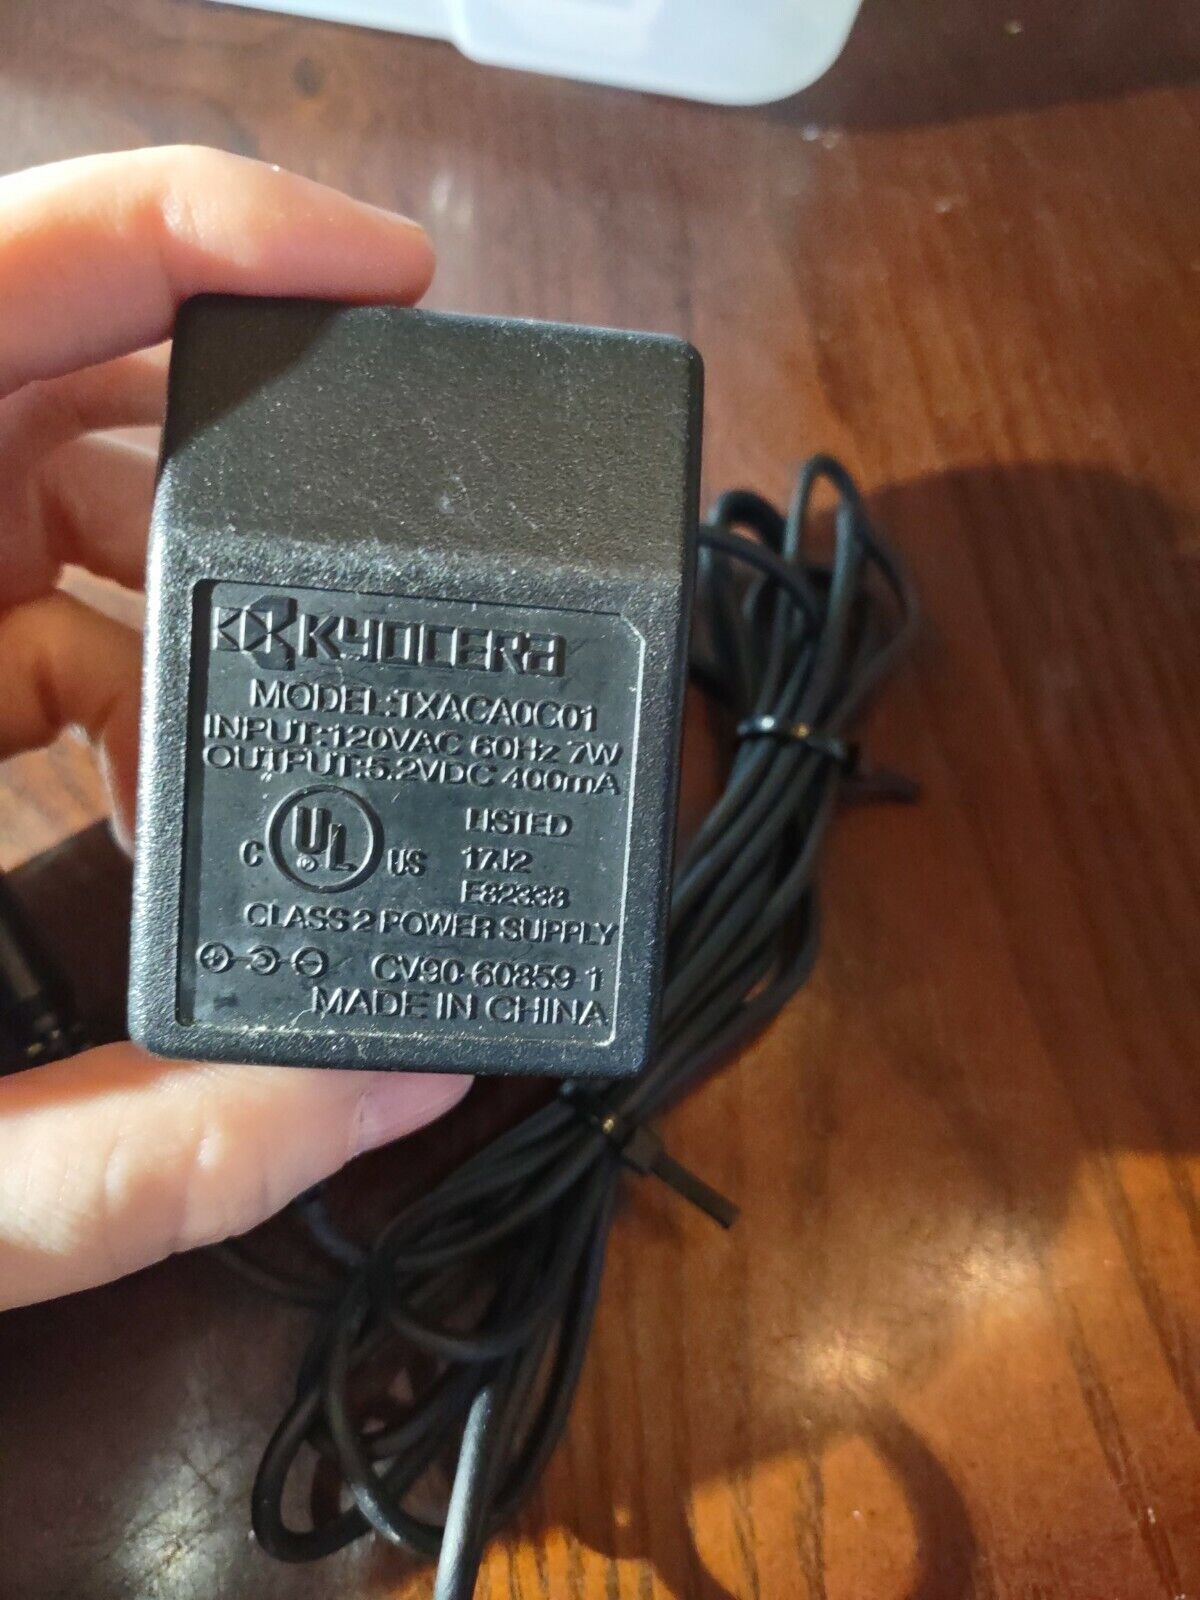 KYOCERA
MODEL:TXACA0C01
INPUT:120VAC 60Hz 7W
OUTPUT:5.2VDC 400mA
C UL ® US LISTED
17J2
E82338
CLASS 2 POWER SUPPLY
CV90-60859-1
MADE IN CHINA